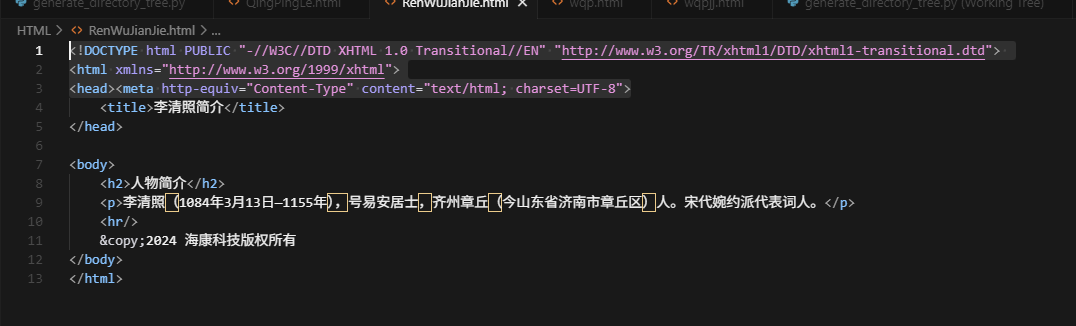 generate_directory_tree.py QingPingLe.html RenWuJianJie.html wqp.html wqpjj.html generate_directory_tree.py (Working Tree)
HTML > RenWuJianJie.html > ...
1 <!DOCTYPE html PUBLIC "-//W3C//DTD XHTML 1.0 Transitional//EN" "http://www.w3.org/TR/xhtml1/DTD/xhtml1-transitional.dtd">
2 <html xmlns="http://www.w3.org/1999/xhtml">
3 <head><meta http-equiv="Content-Type" content="text/html; charset=UTF-8">
4 <title>李清照简介</title>
5 </head>
6
7 <body>
8 <h2>人物简介</h2>
9 <p>李清照（1084年3月13日—1155年），号易安居士，齐州章丘（今山东省济南市章丘区）人。宋代婉约派代表词人。</p>
10 <hr/>
11 &copy;2024 海康科技版权所有
12 </body>
13 </html>